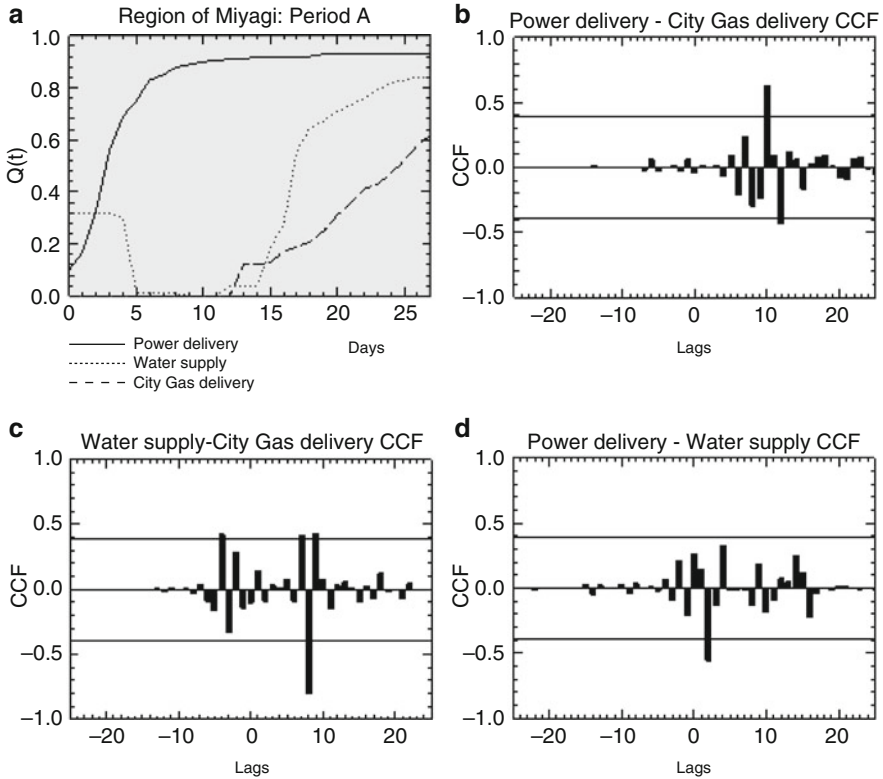 a
Region of Miyagi: Period A
1.0
0.8
0.6
0.4
0.2
0.0
Q(t)
0 5 10 15 20 25
Days
Power delivery
Water supply
City Gas delivery
b
Power delivery - City Gas delivery CCF
1.0
0.5
0.0
−0.5
−1.0
CCF
−20 −10 0 10 20
Lags
c
Water supply-City Gas delivery CCF
1.0
0.5
0.0
−0.5
−1.0
CCF
−20 −10 0 10 20
Lags
d
Power delivery - Water supply CCF
1.0
0.5
0.0
−0.5
−1.0
CCF
−20 −10 0 10 20
Lags